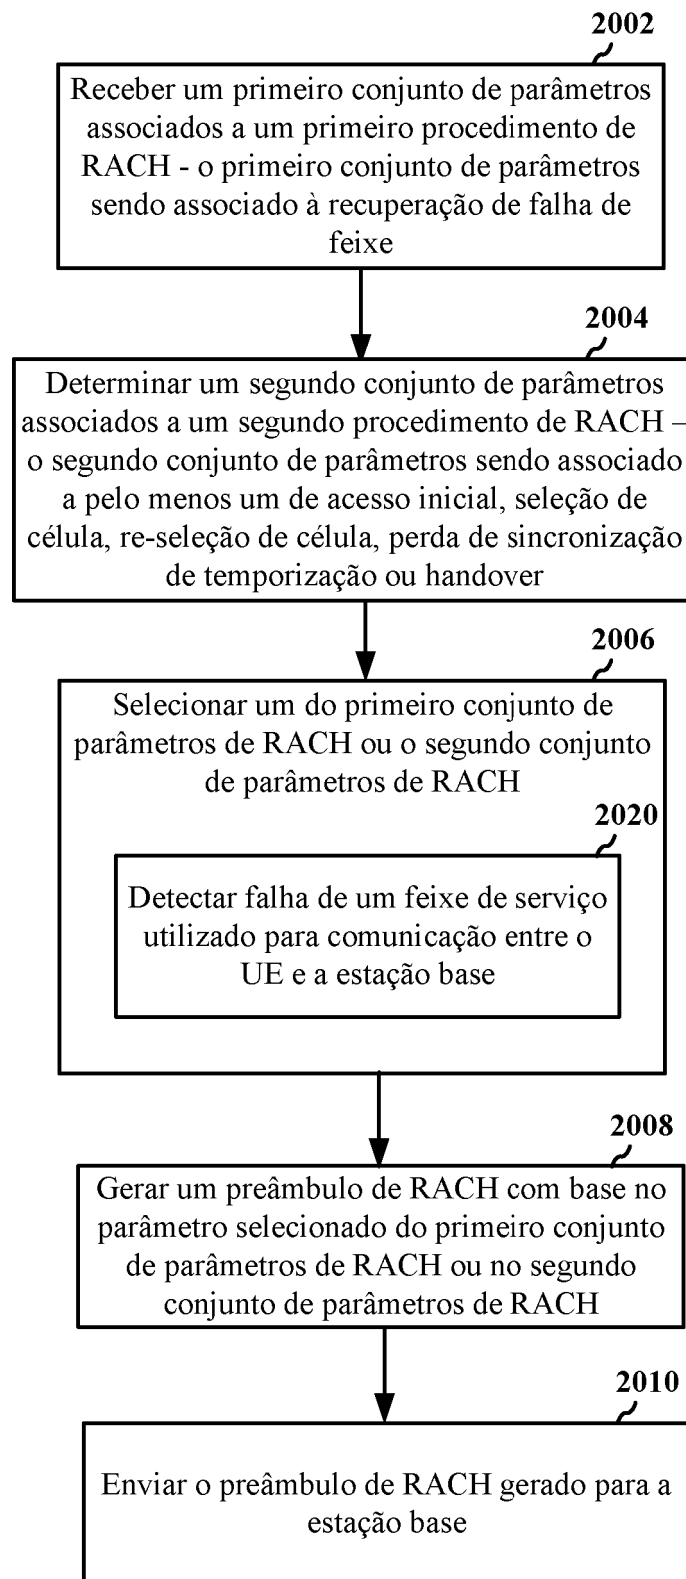 2002
Receber um primeiro conjunto de parâmetros
associados a um primeiro procedimento de
RACH - o primeiro conjunto de parâmetros
sendo associado à recuperação de falha de
feixe
2004
Determinar um segundo conjunto de parâmetros
associados a um segundo procedimento de RACH –
o segundo conjunto de parâmetros sendo associado
a pelo menos um de acesso inicial, seleção de
célula, re-seleção de célula, perda de sincronização
de temporização ou handover
2006
Selecionar um do primeiro conjunto de
parâmetros de RACH ou o segundo conjunto
de parâmetros de RACH
2020
Detectar falha de um feixe de serviço
utilizado para comunicação entre o
UE e a estação base
2008
Gerar um preâmbulo de RACH com base no
parâmetro selecionado do primeiro conjunto
de parâmetros de RACH ou no segundo
conjunto de parâmetros de RACH
2010
Enviar o preâmbulo de RACH gerado para a
estação base